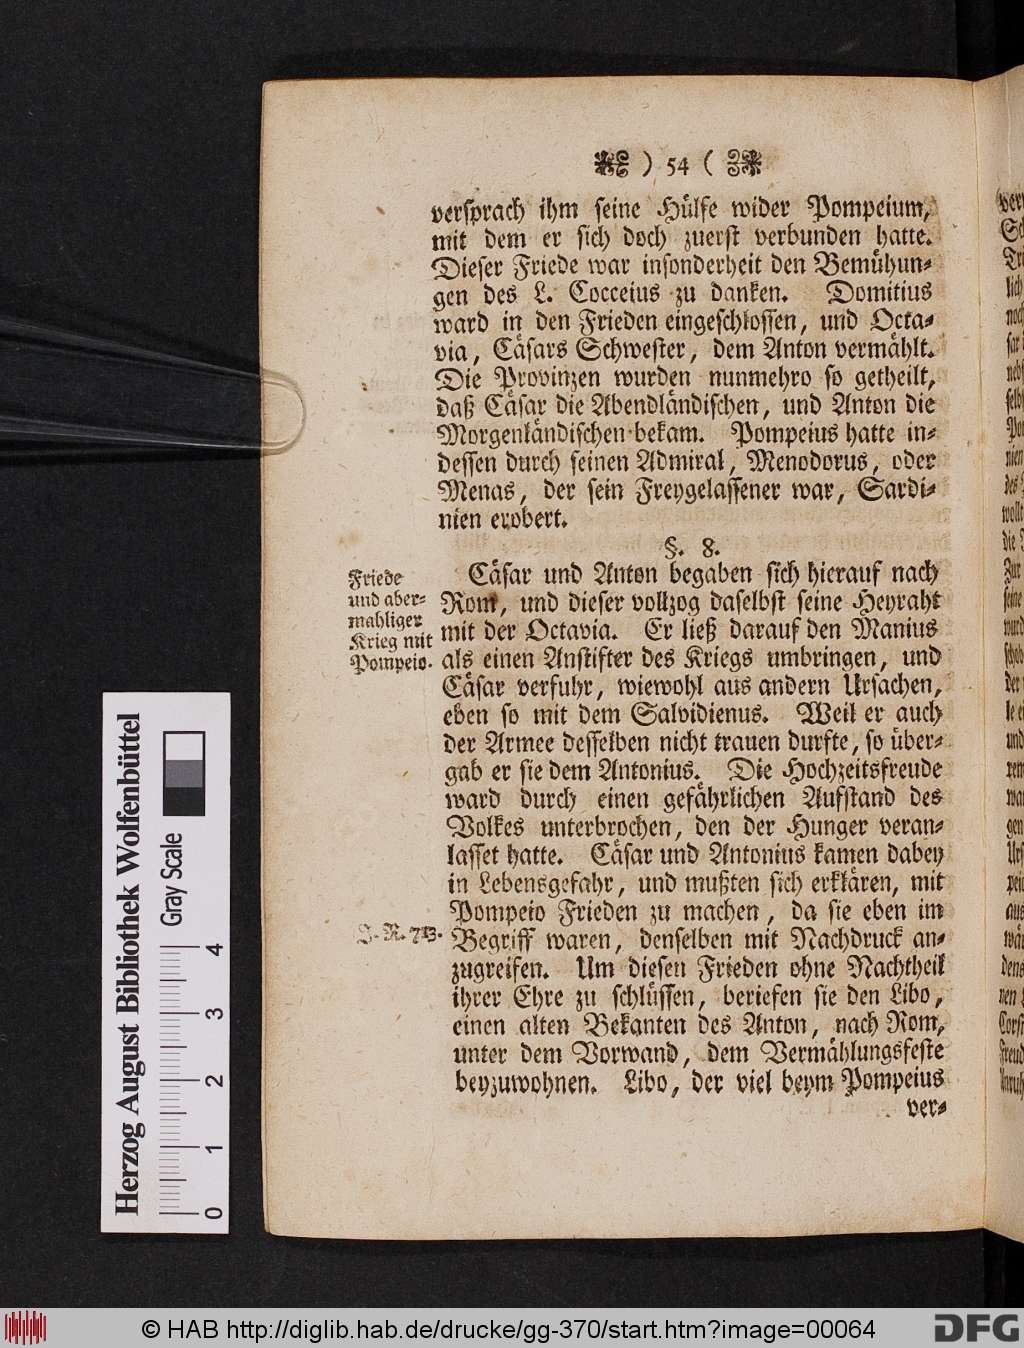 ) 54 (
versprach ihm seine Hülfe wider Pompeium,
mit dem er sich doch zuerst verbunden hatte.
Dieser Friede war insonderheit den Bemühun-
gen des L. Cocceius zu danken. Domitius
ward in den Frieden eingeschlossen, und Octa-
via, Cäsars Schwester, dem Anton vermählt.
Die Provinzen wurden nunmehro so getheilt,
daß Cäsar die Abendländischen, und Anton die
Morgenländischen bekam. Pompeius hatte in-
dessen durch seinen Admiral, Menodorus, oder
Menas, der sein Freygelassener war, Sardi-
nien erobert.
§. 8.
Friede
und aber-
mahliger
Krieg mit
Pompeio.
Cäsar und Anton begaben sich hierauf nach
Rom, und dieser vollzog daselbst seine Heyraht
mit der Octavia. Er ließ darauf den Manius
als einen Anstifter des Kriegs umbringen, und
Cäsar verfuhr, wiewohl aus andern Ursachen,
eben so mit dem Salvidienus. Weil er auch
der Armee desselben nicht trauen durfte, so über-
gab er sie dem Antonius. Die Hochzeitsfreude
ward durch einen gefährlichen Aufstand des
Volkes unterbrochen, den der Hunger veran-
lasset hatte. Cäsar und Antonius kamen dabey
in Lebensgefahr, und mußten sich erklären, mit
Pompeio Frieden zu machen, da sie eben im
J. R. 713.
Begriff waren, denselben mit Nachdruck an-
zugreifen. Um diesen Frieden ohne Nachtheil
ihrer Ehre zu schlüssen, beriefen sie den Libo,
einen alten Bekanten des Anton, nach Rom,
unter dem Vorwand, dem Vermählungsfeste
beyzuwohnen. Libo, der viel beym Pompeius
ver-
Herzog August Bibliothek Wolfenbüttel
Gray Scale
0 1 2 3 4
© HAB http://diglib.hab.de/drucke/gg-370/start.htm?image=00064
DFG